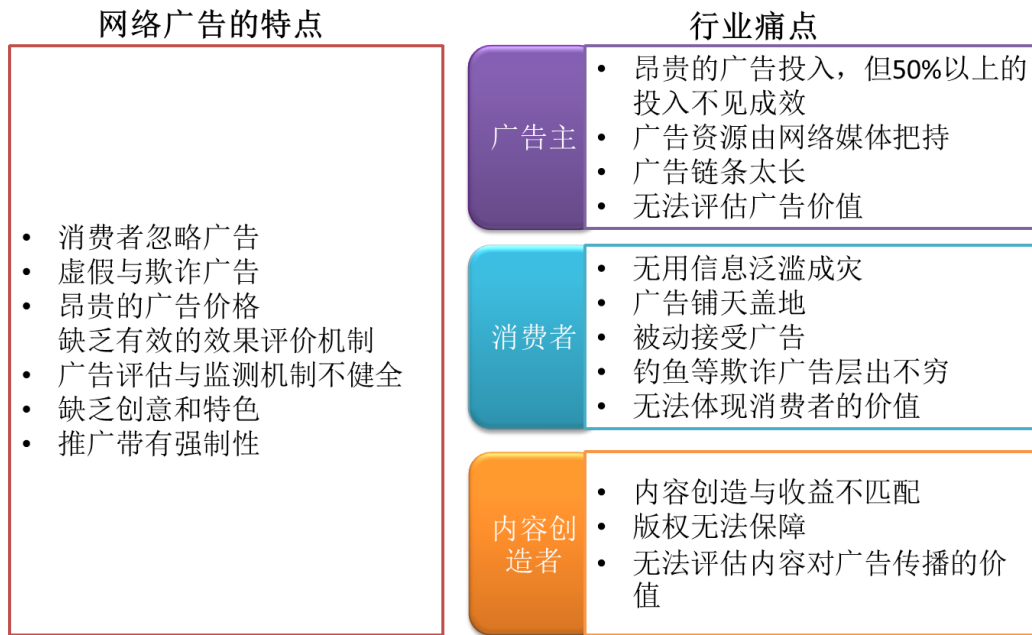 网络广告的特点
• 消费者忽略广告
• 虚假与欺诈广告
• 昂贵的广告价格
缺乏有效的效果评价机制
• 广告评估与监测机制不健全
• 缺乏创意和特色
• 推广带有强制性
行业痛点
广告主
• 昂贵的广告投入，但50%以上的
投入不见成效
• 广告资源由网络媒体把持
• 广告链条太长
• 无法评估广告价值
消费者
• 无用信息泛滥成灾
• 广告铺天盖地
• 被动接受广告
• 钓鱼等欺诈广告层出不穷
• 无法体现消费者的价值
内容创
造者
• 内容创造与收益不匹配
• 版权无法保障
• 无法评估内容对广告传播的价
值